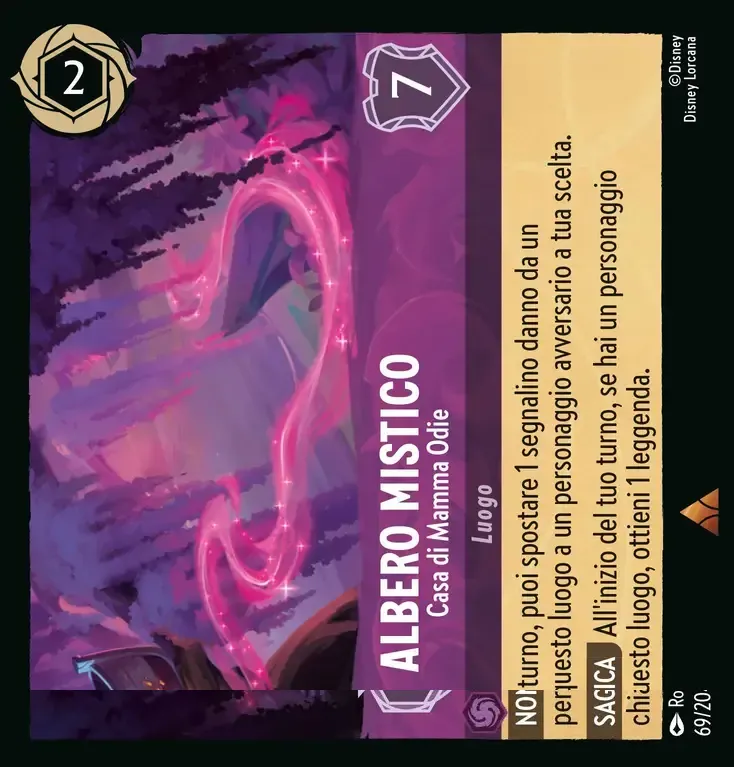 2
7
ALBERO MISTICO
Casa di Mamma Odie
Luogo
turno, puoi spostare 1 segnalino danno da un
questo luogo a un personaggio avversario a tua scelta.
SAGICA All'inizio del tuo turno, se hai un personaggio
questo luogo, ottieni 1 leggenda.
Ro
69/20
©Disney
Disney Lorcana